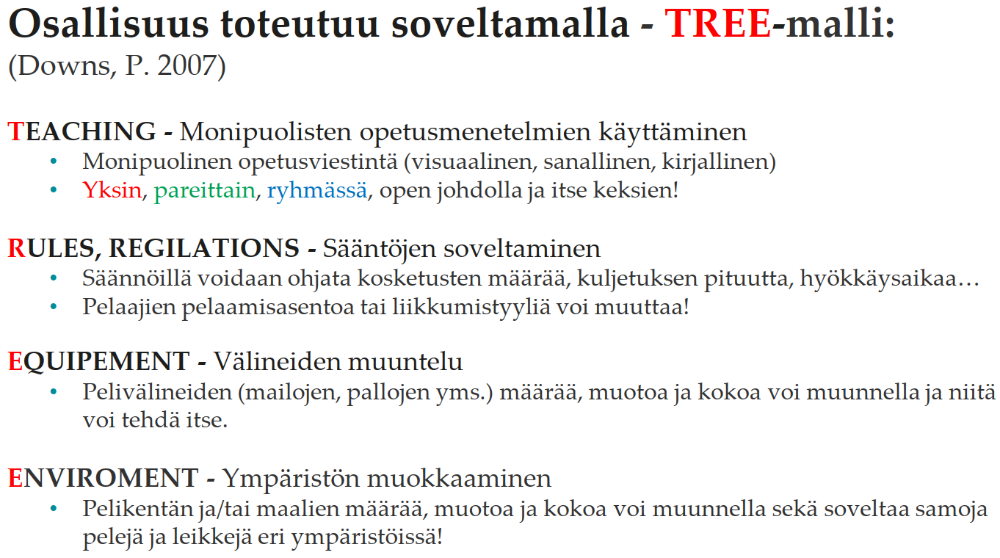 Osallisuus toteutuu soveltamalla - TREE-malli:
(Downs, P. 2007)
TEACHING - Monipuolisten opetusmenetelmien käyttäminen
• Monipuolinen opetusviestintä (visuaalinen, sanallinen, kirjallinen)
• Yksin, pareittain, ryhmässä, open johdolla ja itse keksien!
RULES, REGILATIONS - Sääntöjen soveltaminen
• Säännöillä voidaan ohjata kosketusten määrää, kuljetuksen pituutta, hyökkäysaikaa…
• Pelaajien pelaamisasentoa tai liikkumistyyliä voi muuttaa!
EQUIPEMENT - Välineiden muuntelu
• Pelivälineiden (mailojen, pallojen yms.) määrää, muotoa ja kokoa voi muunnella ja niitä
voi tehdä itse.
ENVIROMENT - Ympäristön muokkaaminen
• Pelikentän ja/tai maalien määrää, muotoa ja kokoa voi muunnella sekä soveltaa samoja
pelejä ja leikkejä eri ympäristöissä!